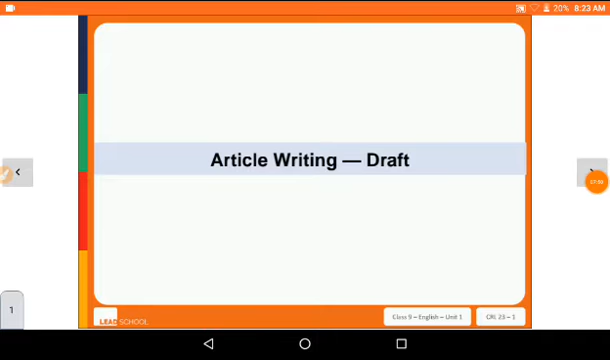 20% 8:23 AM
Article Writing — Draft
1
LEAD SCHOOL
Class 9 – English – Unit 1
CRL 23 – 1